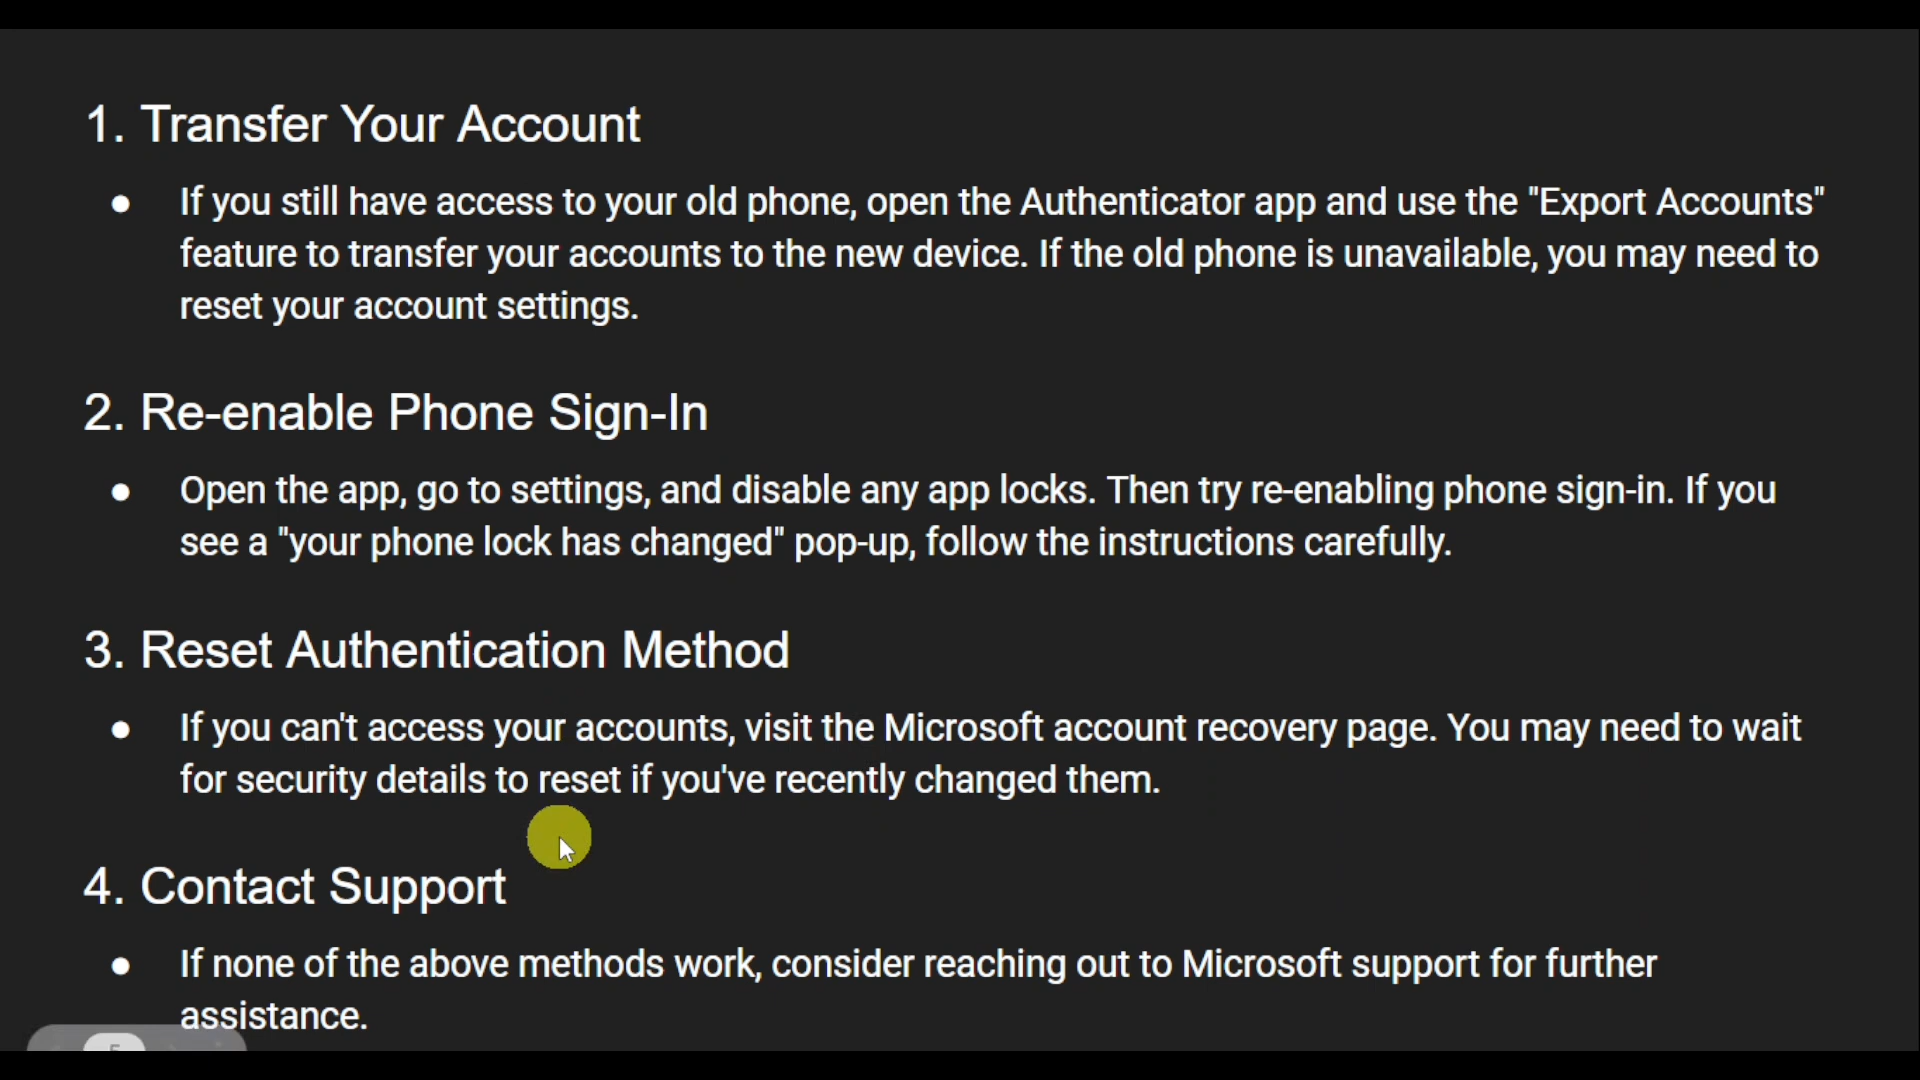 1. Transfer Your Account
● If you still have access to your old phone, open the Authenticator app and use the "Export Accounts"
feature to transfer your accounts to the new device. If the old phone is unavailable, you may need to
reset your account settings.
2. Re-enable Phone Sign-In
● Open the app, go to settings, and disable any app locks. Then try re-enabling phone sign-in. If you
see a "your phone lock has changed" pop-up, follow the instructions carefully.
3. Reset Authentication Method
● If you can't access your accounts, visit the Microsoft account recovery page. You may need to wait
for security details to reset if you've recently changed them.
4. Contact Support
● If none of the above methods work, consider reaching out to Microsoft support for further
assistance.